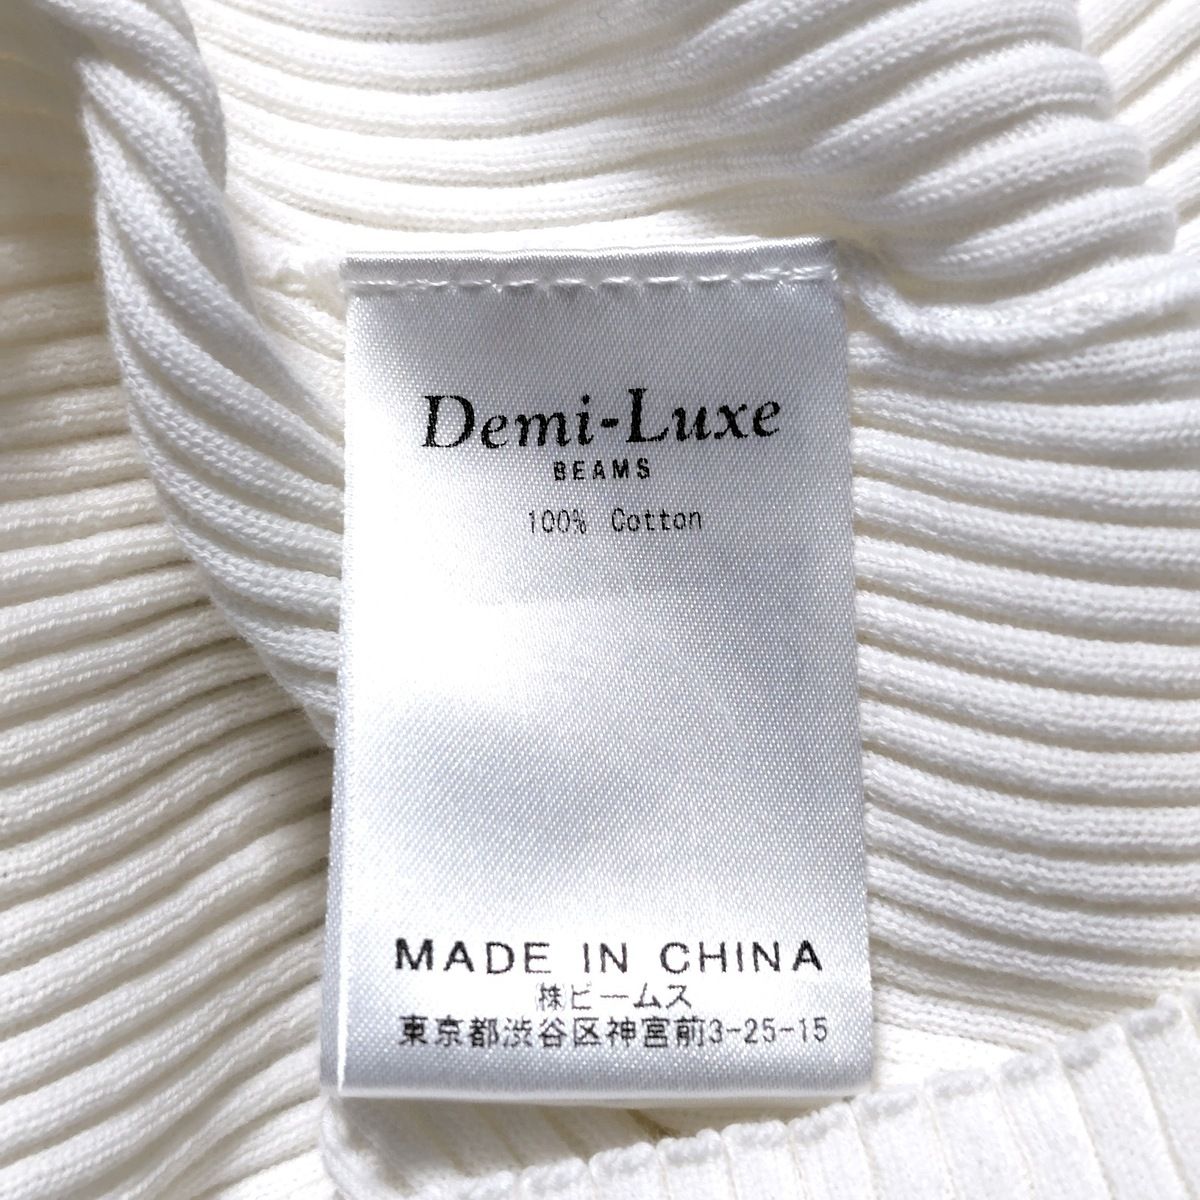 Demi-Luxe
BEAMS
100% Cotton
MADE IN CHINA
㈱ビームス
東京都渋谷区神宮前3-25-15